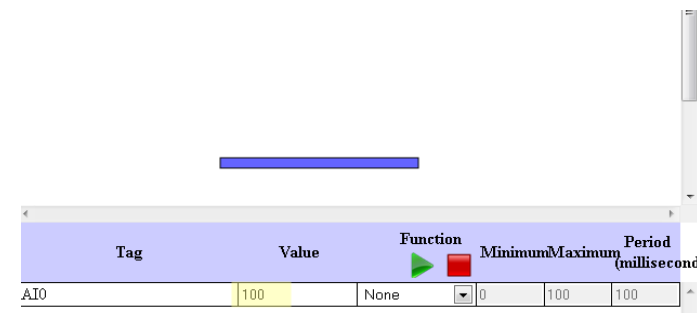 Tag Value Function Minimum Maximum Period
(millisecond
AI0 100 None 0 100 100